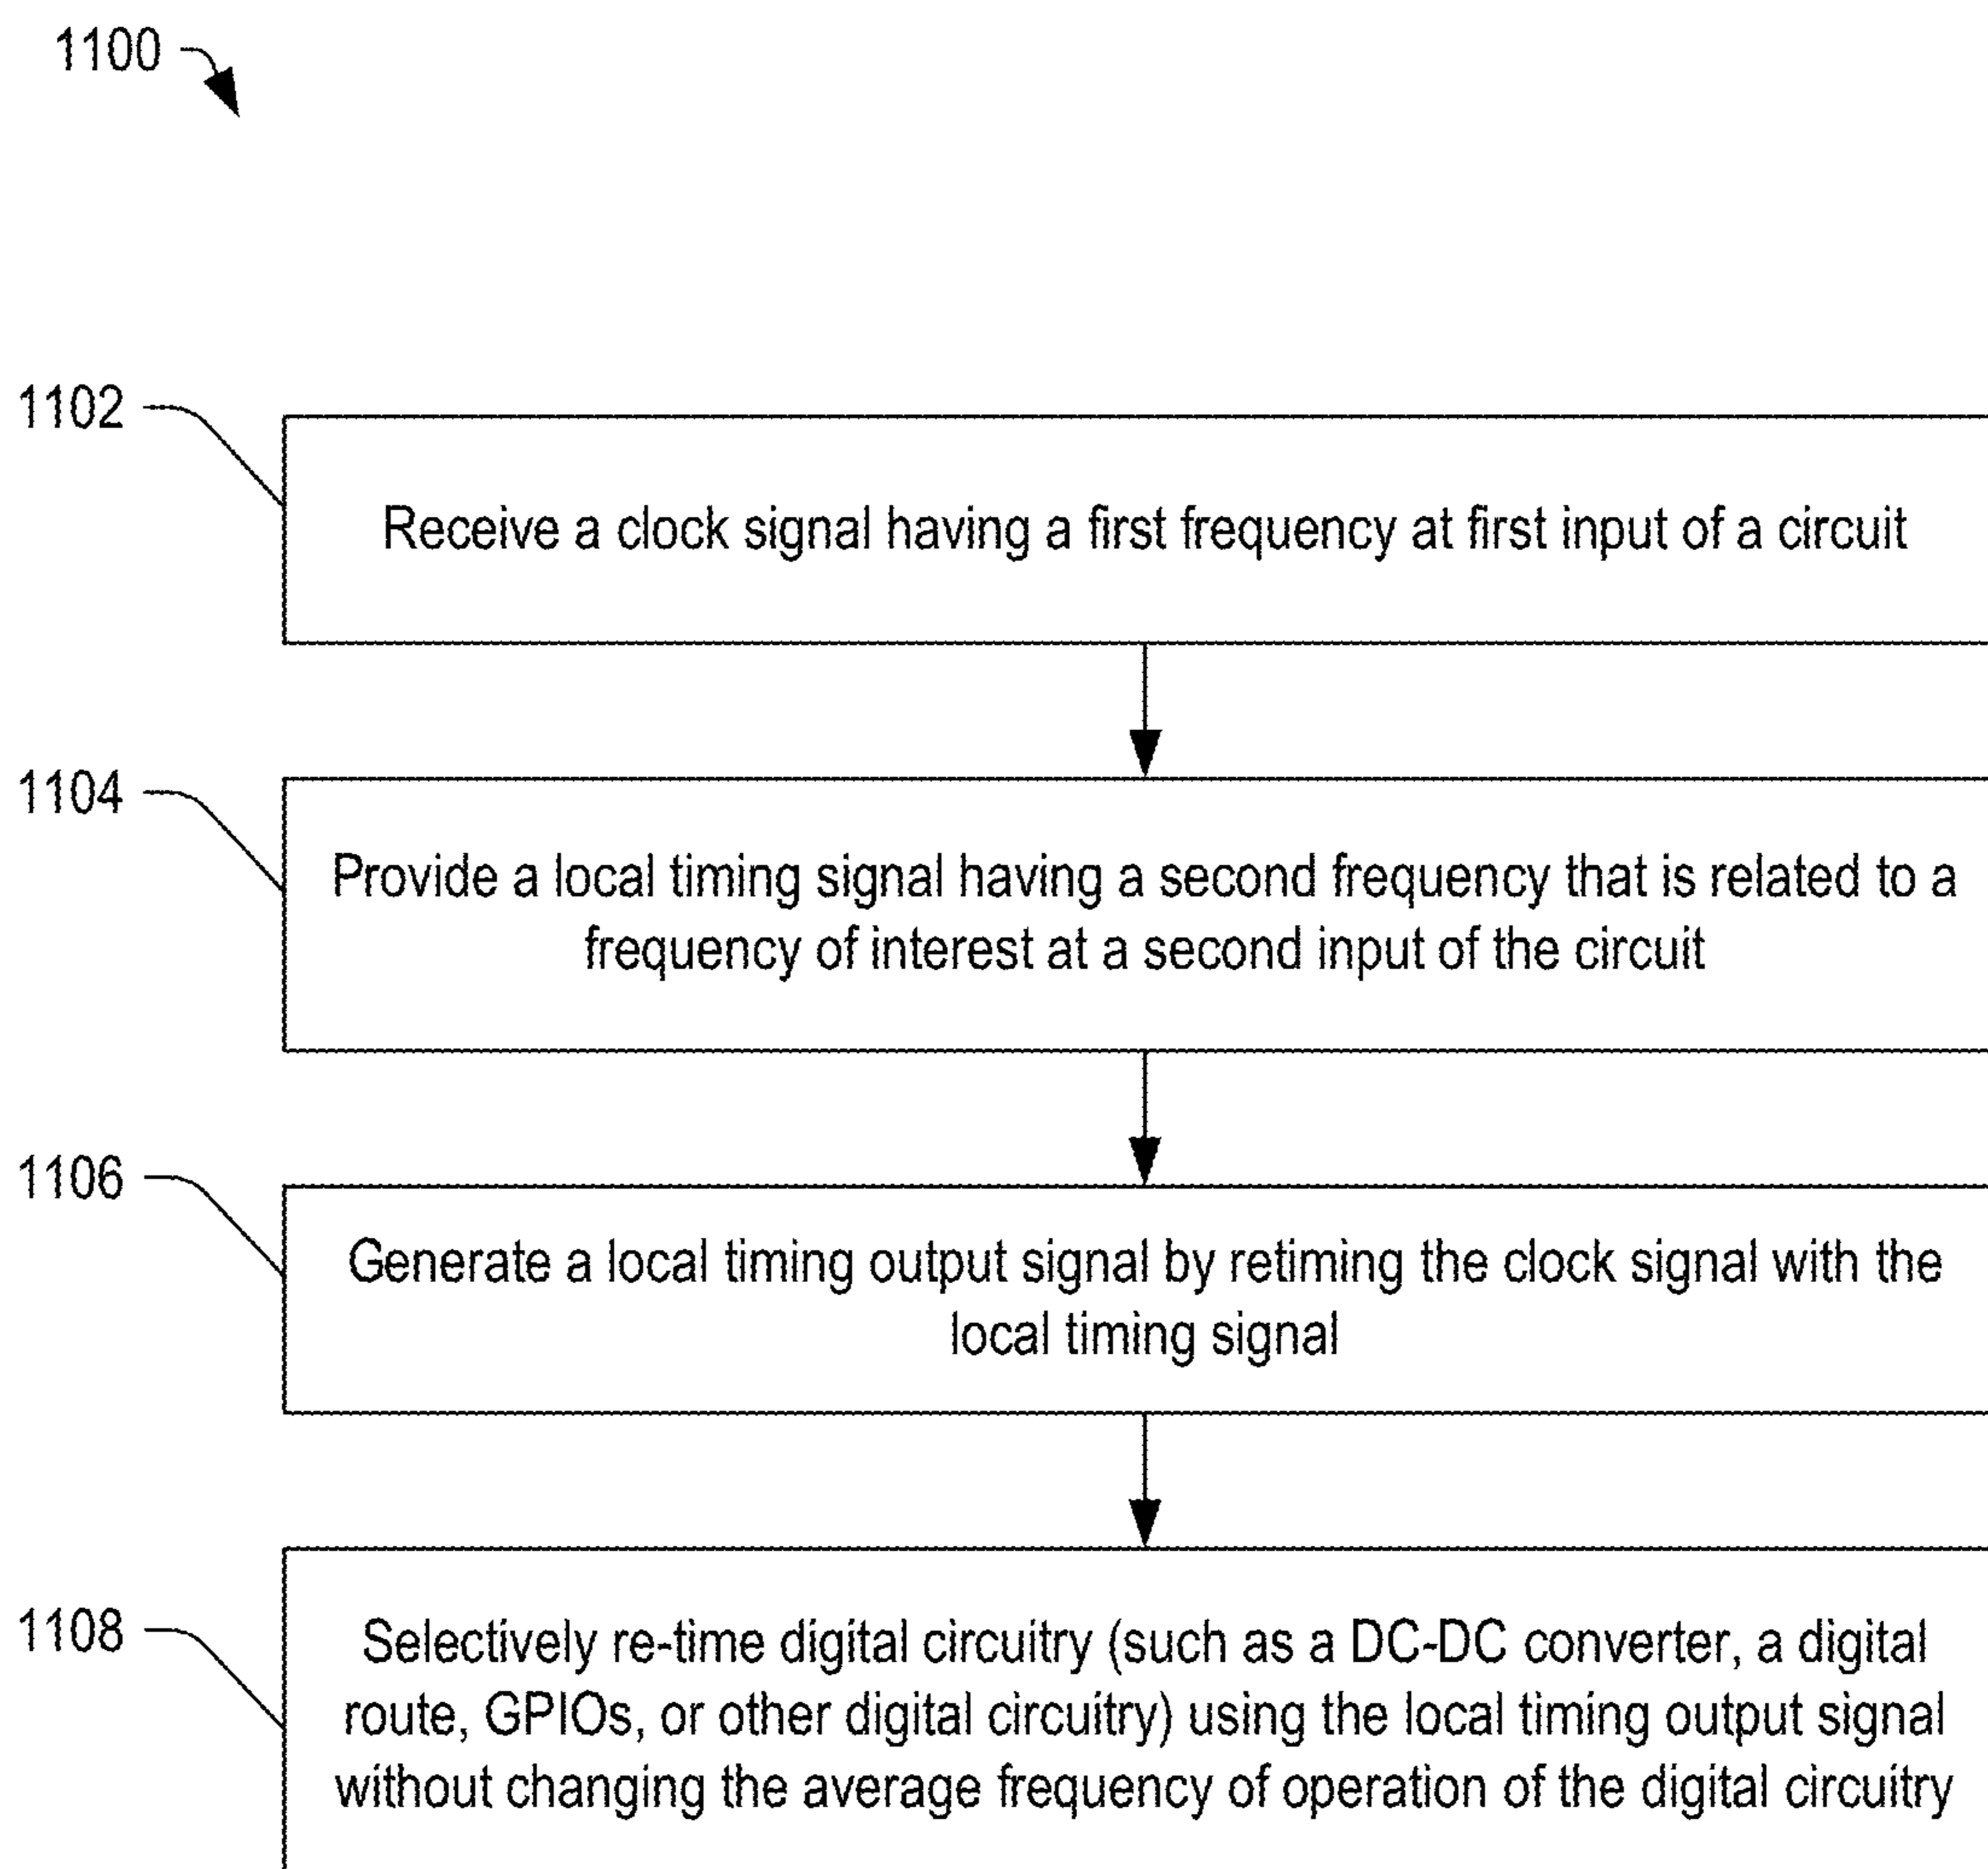 1100
1102
Receive a clock signal having a first frequency at first input of a circuit
1104
Provide a local timing signal having a second frequency that is related to a
frequency of interest at a second input of the circuit
1106
Generate a local timing output signal by retiming the clock signal with the
local timing signal
1108
Selectively re-time digital circuitry (such as a DC-DC converter, a digital
route, GPIOs, or other digital circuitry) using the local timing output signal
without changing the average frequency of operation of the digital circuitry